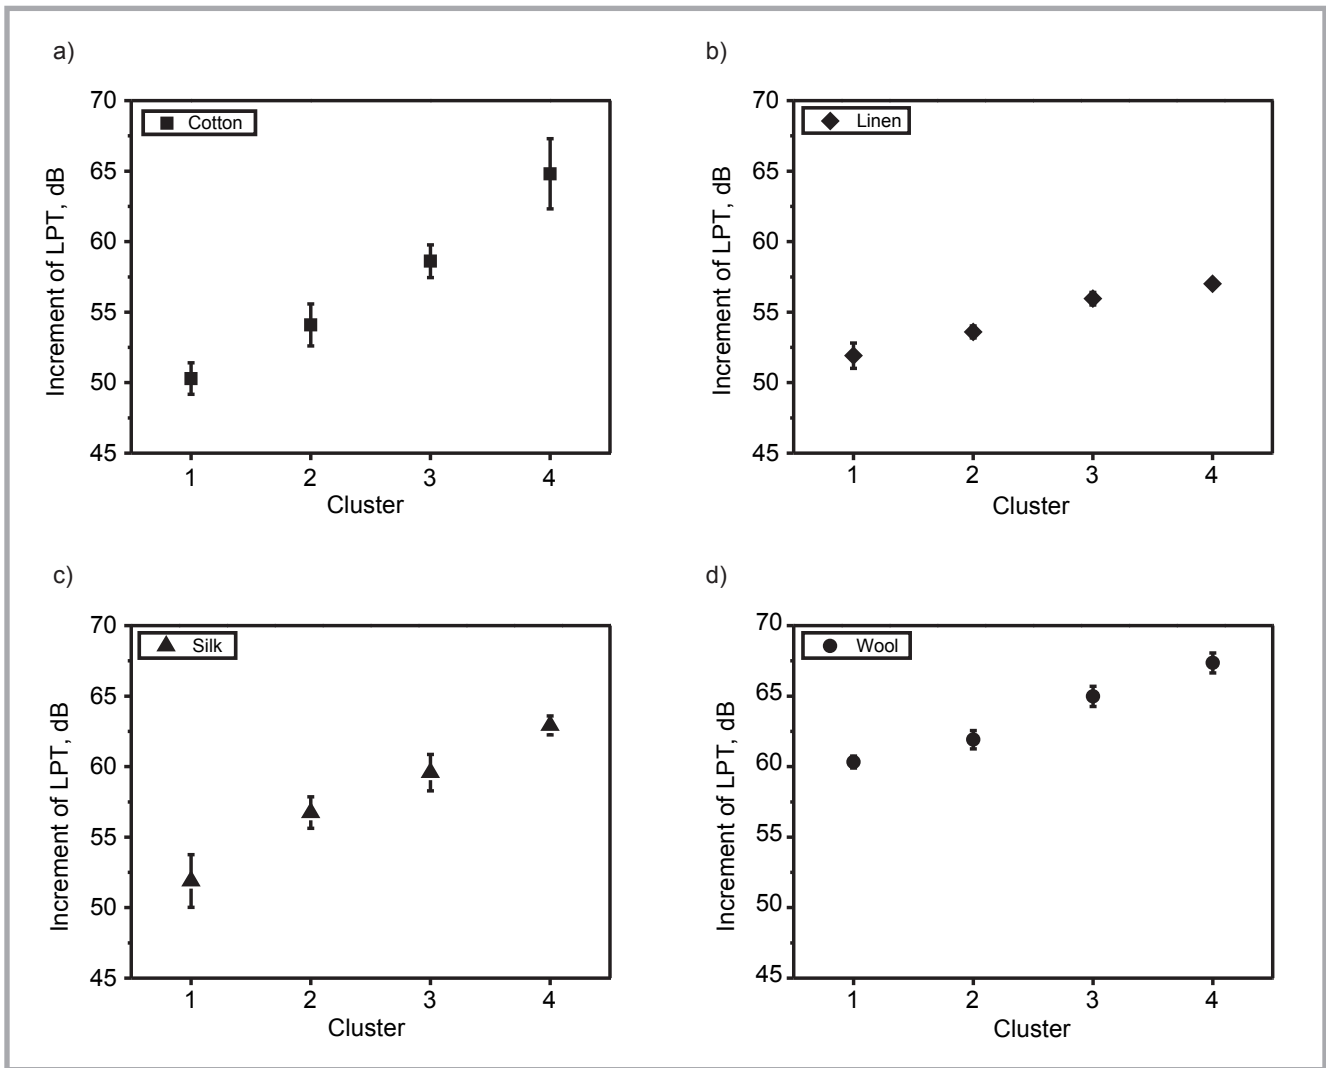 a)
70
65
60
55
50
45
Increment of LPT, dB
Cotton
1 2 3 4
Cluster
b)
70
65
60
55
50
45
Increment of LPT, dB
Linen
1 2 3 4
Cluster
c)
70
65
60
55
50
45
Increment of LPT, dB
Silk
1 2 3 4
Cluster
d)
70
65
60
55
50
45
Increment of LPT, dB
Wool
1 2 3 4
Cluster